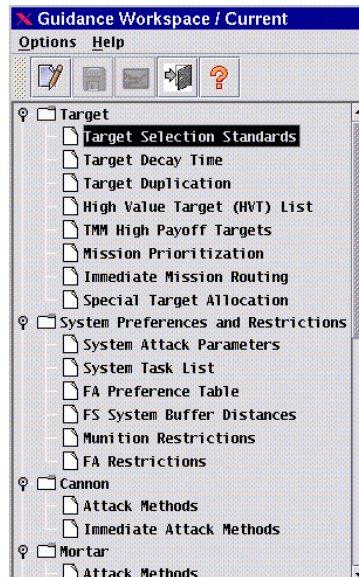 Guidance Workspace / Current
Options Help
Target
Target Selection Standards
Target Decay Time
Target Duplication
High Value Target (HVT) List
TMM High Payoff Targets
Mission Prioritization
Immediate Mission Routing
Special Target Allocation
System Preferences and Restrictions
System Attack Parameters
System Task List
FA Preference Table
FS System Buffer Distances
Munition Restrictions
FA Restrictions
Cannon
Attack Methods
Immediate Attack Methods
Mortar
Attack Methods